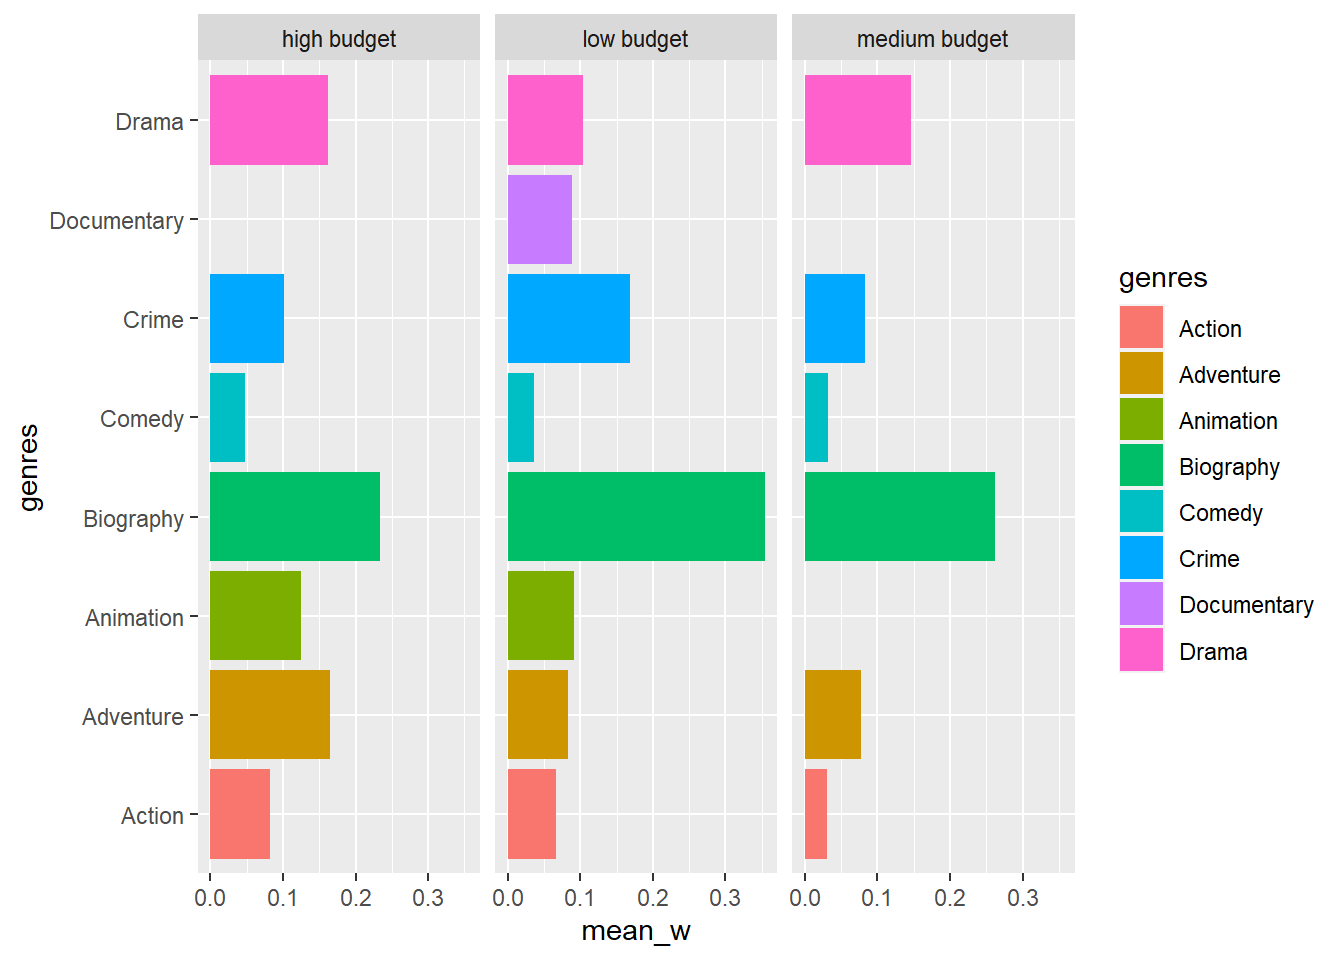 high budget
low budget
medium budget
genres
Drama
Documentary
Crime
Comedy
Biography
Animation
Adventure
Action
0.0 0.1 0.2 0.3
0.0 0.1 0.2 0.3
0.0 0.1 0.2 0.3
mean_w
genres
Action
Adventure
Animation
Biography
Comedy
Crime
Documentary
Drama